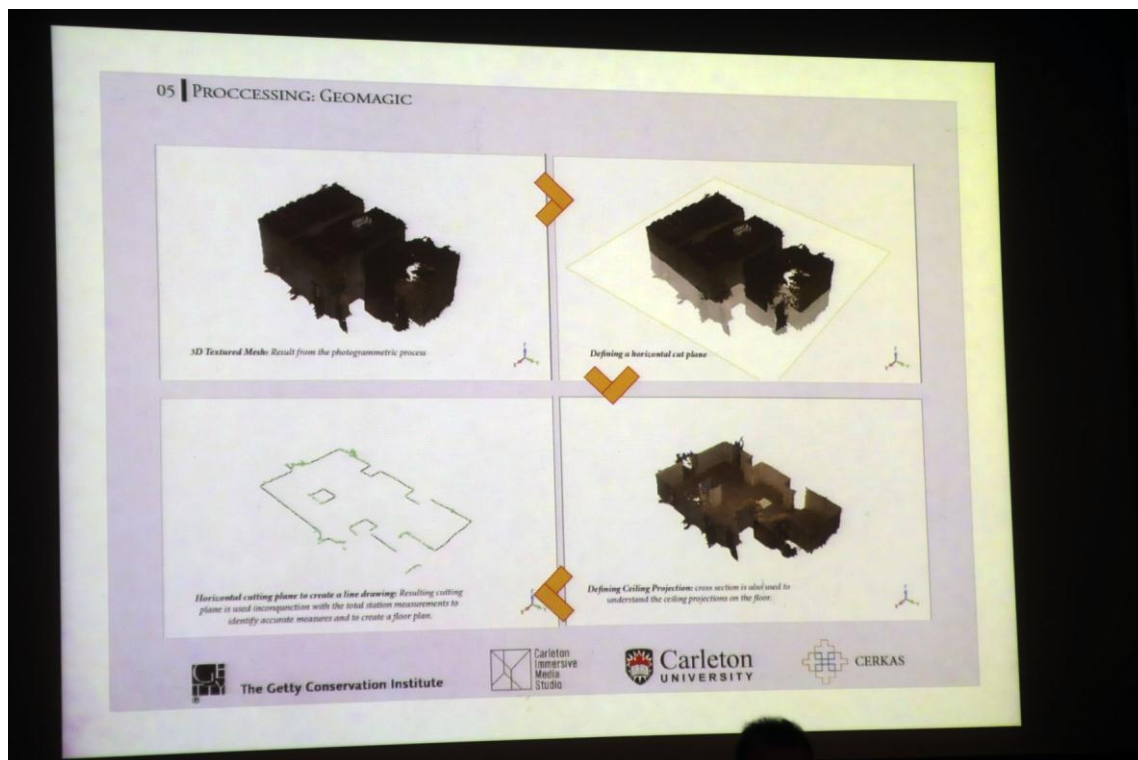 05 PROCCESSING: GEOMAGIC
3D Textured Mesh: Result from the photogrammetric process
Defining a horizontal cut plane
Horizontal cutting plane to create a line drawing: Resulting cutting
plane is used inconjunction with the total station measurements to
identify accurate measures and to create a floor plan.
Defining Ceiling Projection: cross section is also used to
understand the ceiling projections on the floor.
GETTY
The Getty Conservation Institute
Carleton
Immersive
Media
Studio
Carleton
UNIVERSITY
CERKAS